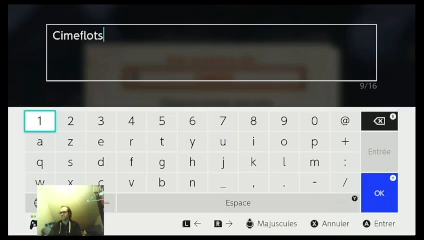 Cimeflots
9/16
1 2 3 4 5 6 7 8 9 0 @
a z e r t y u i o p +
Entrée
q s d f g h j k l m :
w x c v b n _ , . - /
OK
Espace
L ← R → Majuscules X Annuler A Entrer